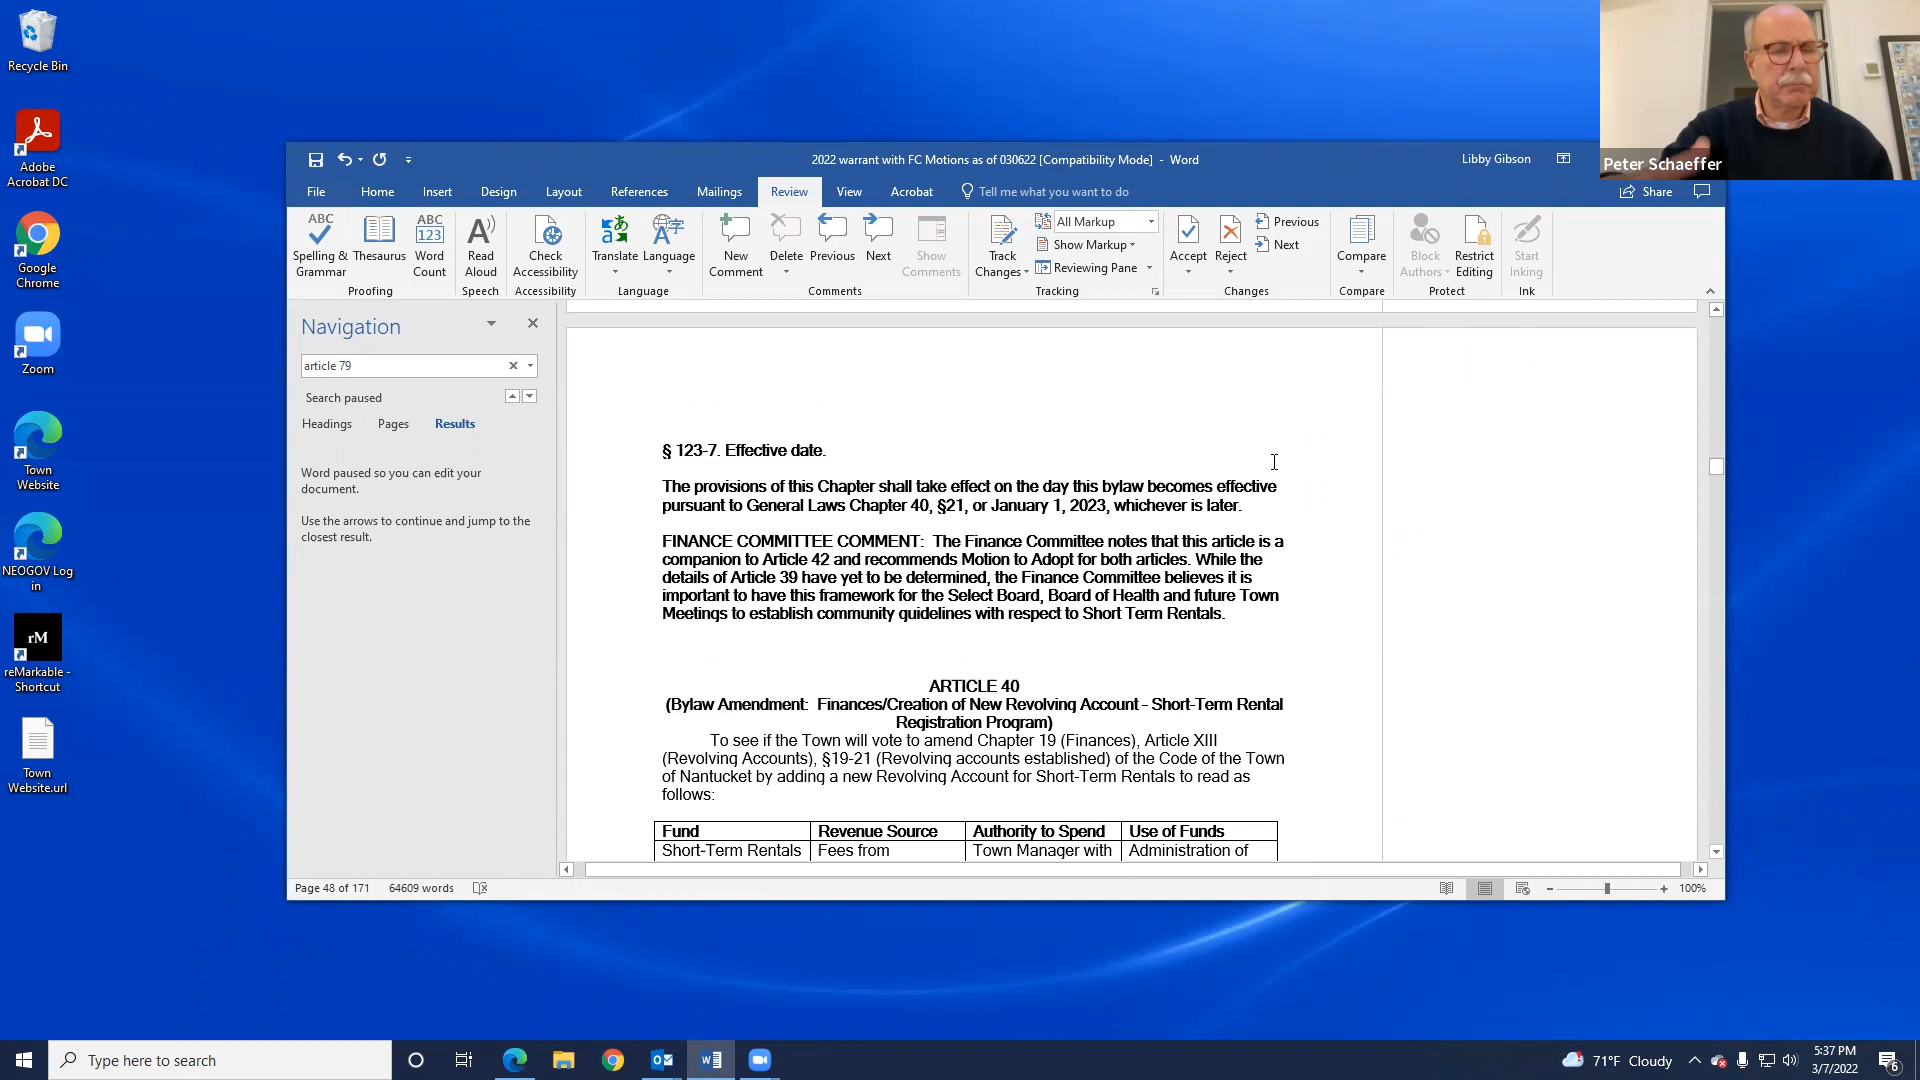 Recycle Bin
Adobe
Acrobat DC
Google
Chrome
Zoom
Town
Website
NEOGOV Log
in
rM
reMarkable -
Shortcut
Town
Website.url
2022 warrant with FC Motions as of 030622 [Compatibility Mode] - Word
Libby Gibson
Peter Schaeffer
File Home Insert Design Layout References Mailings Review View Acrobat Tell me what you want to do Share
ABC
Spelling &
Grammar
Thesaurus
ABC
123
Word
Count
Proofing
Read
Aloud
Speech
Check
Accessibility
Accessibility
Translate
Language
Language
New
Comment
Delete
Previous
Next
Show
Comments
Comments
Track
Changes
All Markup
Show Markup
Reviewing Pane
Tracking
Accept
Reject
Previous
Next
Changes
Compare
Compare
Block
Authors
Restrict
Editing
Protect
Start
Inking
Ink
Navigation
article 79
Search paused
Headings Pages Results
Word paused so you can edit your
document.
Use the arrows to continue and jump to the
closest result.
§ 123-7. Effective date.
The provisions of this Chapter shall take effect on the day this bylaw becomes effective
pursuant to General Laws Chapter 40, §21, or January 1, 2023, whichever is later.
FINANCE COMMITTEE COMMENT: The Finance Committee notes that this article is a
companion to Article 42 and recommends Motion to Adopt for both articles. While the
details of Article 39 have yet to be determined, the Finance Committee believes it is
important to have this framework for the Select Board, Board of Health and future Town
Meetings to establish community guidelines with respect to Short Term Rentals.
ARTICLE 40
(Bylaw Amendment: Finances/Creation of New Revolving Account - Short-Term Rental
Registration Program)
To see if the Town will vote to amend Chapter 19 (Finances), Article XIII
(Revolving Accounts), §19-21 (Revolving accounts established) of the Code of the Town
of Nantucket by adding a new Revolving Account for Short-Term Rentals to read as
follows:
Fund Revenue Source Authority to Spend Use of Funds
Short-Term Rentals Fees from Town Manager with Administration of
Page 48 of 171 64609 words
100%
Type here to search
71°F Cloudy
5:37 PM
3/7/2022
6